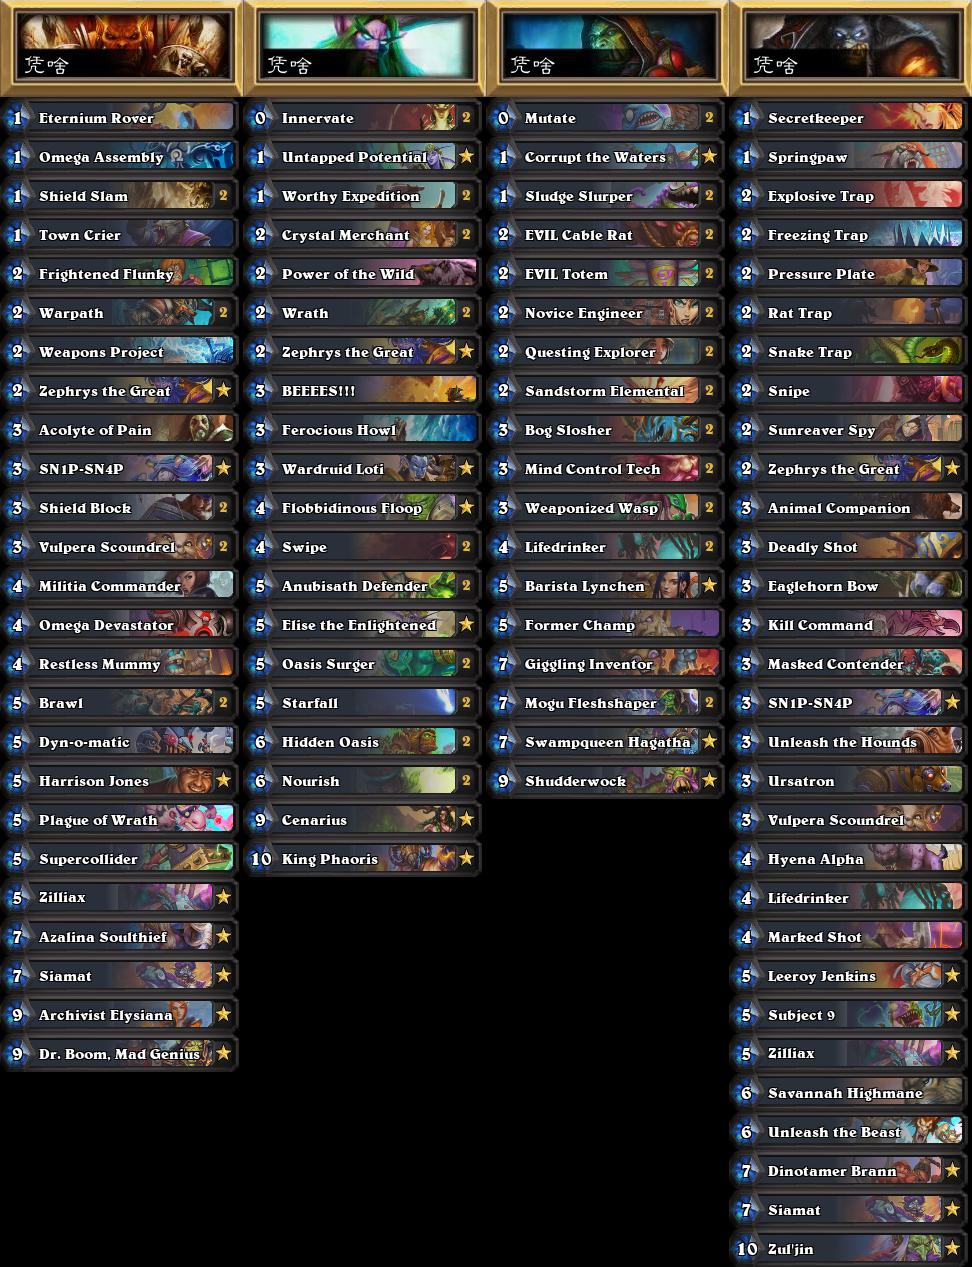 凭啥
1 Eternium Rover
1 Omega Assembly
1 Shield Slam 2
1 Town Crier
2 Frightened Flunky
2 Warpath 2
2 Weapons Project
2 Zephrys the Great
3 Acolyte of Pain
3 SN1P-SN4P
3 Shield Block 2
3 Vulpera Scoundrel 2
4 Militia Commander
4 Omega Devastator
4 Restless Mummy
5 Brawl 2
5 Dyn-o-matic
5 Harrison Jones
5 Plague of Wrath
5 Supercollider
5 Zilliax
7 Azalina Soulthief
7 Siamat
9 Archivist Elysiana
9 Dr. Boom, Mad Genius
凭啥
0 Innervate 2
1 Untapped Potential
1 Worthy Expedition 2
2 Crystal Merchant 2
2 Power of the Wild
2 Wrath 2
2 Zephrys the Great
3 BEEEES!!!
3 Ferocious Howl
3 Wardruid Loti
4 Flobbidinous Floop
4 Swipe 2
5 Anubisath Defender 2
5 Elise the Enlightened
5 Oasis Surger 2
5 Starfall 2
6 Hidden Oasis 2
6 Nourish 2
9 Cenarius
10 King Phaoris
凭啥
0 Mutate 2
1 Corrupt the Waters
1 Sludge Slurper 2
2 EVIL Cable Rat 2
2 EVIL Totem 2
2 Novice Engineer 2
2 Questing Explorer 2
2 Sandstorm Elemental 2
3 Bog Slosher 2
3 Mind Control Tech 2
3 Weaponized Wasp 2
4 Lifedrinker 2
5 Barista Lynchen
5 Former Champ
7 Giggling Inventor
7 Mogu Fleshshaper 2
7 Swampqueen Hagatha
9 Shudderwock
凭啥
1 Secretkeeper
1 Springpaw
2 Explosive Trap
2 Freezing Trap
2 Pressure Plate
2 Rat Trap
2 Snake Trap
2 Snipe
2 Sunreaver Spy
2 Zephrys the Great
3 Animal Companion
3 Deadly Shot
3 Eaglehorn Bow
3 Kill Command
3 Masked Contender
3 SN1P-SN4P
3 Unleash the Hounds
3 Ursatron
3 Vulpera Scoundrel
4 Hyena Alpha
4 Lifedrinker
4 Marked Shot
5 Leeroy Jenkins
5 Subject 9
5 Zilliax
6 Savannah Highmane
6 Unleash the Beast
7 Dinotamer Brann
7 Siamat
10 Zul'jin